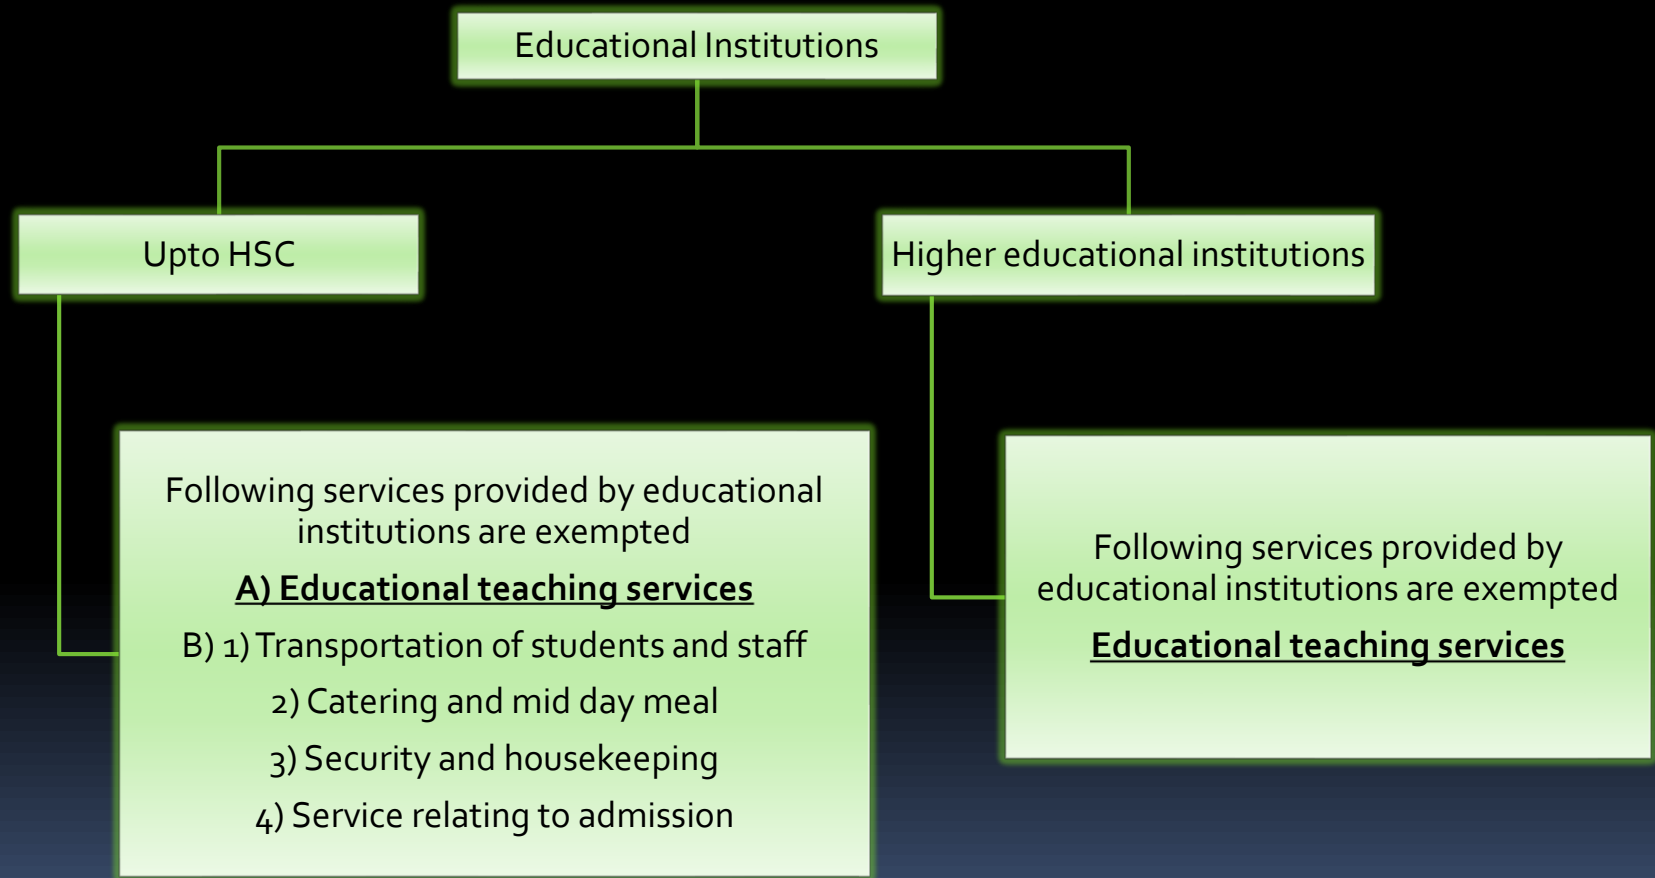 Educational Institutions
Upto HSC
Higher educational institutions
Following services provided by educational
institutions are exempted
A) Educational teaching services
B) 1) Transportation of students and staff
2) Catering and mid day meal
3) Security and housekeeping
4) Service relating to admission
Following services provided by
educational institutions are exempted
Educational teaching services